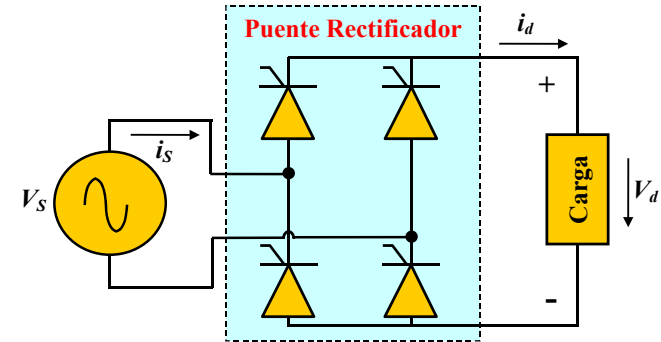 Puente Rectificador
i_d
+
i_S
V_S
Carga
V_d
-